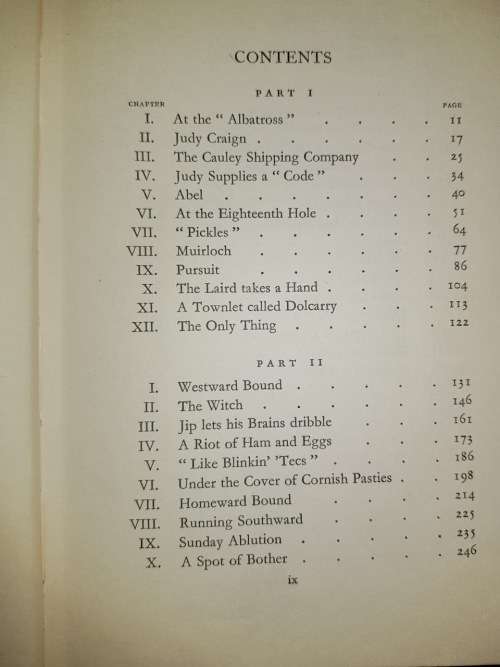 CONTENTS
PART I
CHAPTER PAGE
I. At the “ Albatross ” . . . . 11
II. Judy Craign . . . . . . 17
III. The Cauley Shipping Company . . 25
IV. Judy Supplies a “ Code ” . . . 34
V. Abel . . . . . . . 40
VI. At the Eighteenth Hole . . . . 51
VII. “ Pickles ” . . . . . 64
VIII. Muirloch . . . . . 77
IX. Pursuit . . . . . 86
X. The Laird takes a Hand . . . . 104
XI. A Townlet called Dolcarry . . . 113
XII. The Only Thing . . . . . 122
PART II
I. Westward Bound . . . . . 131
II. The Witch . . . . . . 146
III. Jip lets his Brains dribble . . . 161
IV. A Riot of Ham and Eggs . . . 173
V. “ Like Blinkin’ ’Tecs ” . . . . 186
VI. Under the Cover of Cornish Pasties . . 198
VII. Homeward Bound . . . . 214
VIII. Running Southward . . . . 225
IX. Sunday Ablution . . . . . 235
X. A Spot of Bother . . . . . 246
ix